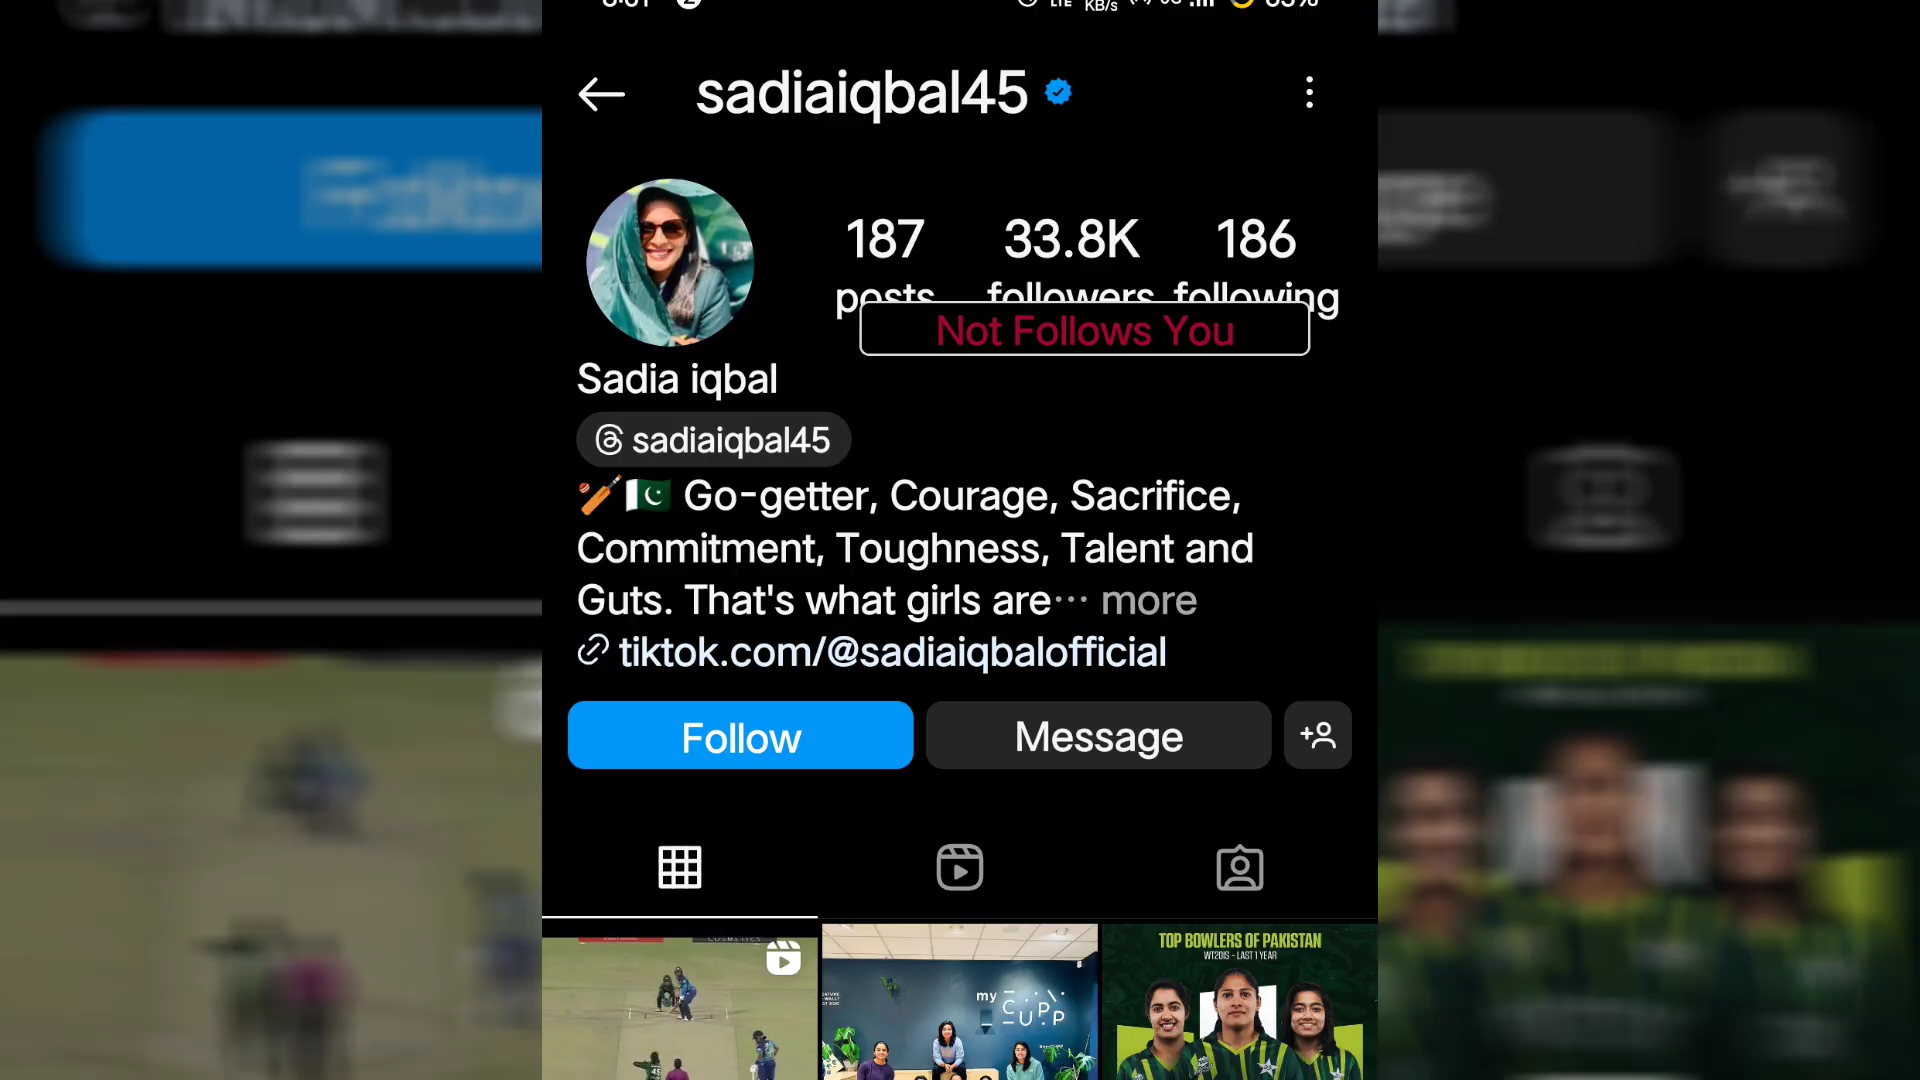 sadiaiqbal45
187 33.8K 186
posts followers following
Not Follows You
Sadia iqbal
sadiaiqbal45
Go-getter, Courage, Sacrifice,
Commitment, Toughness, Talent and
Guts. That's what girls are… more
tiktok.com/@sadiaiqbalofficial
Follow Message
TOP BOWLERS OF PAKISTAN
WT20IS - LAST 1 YEAR
my
CUPP